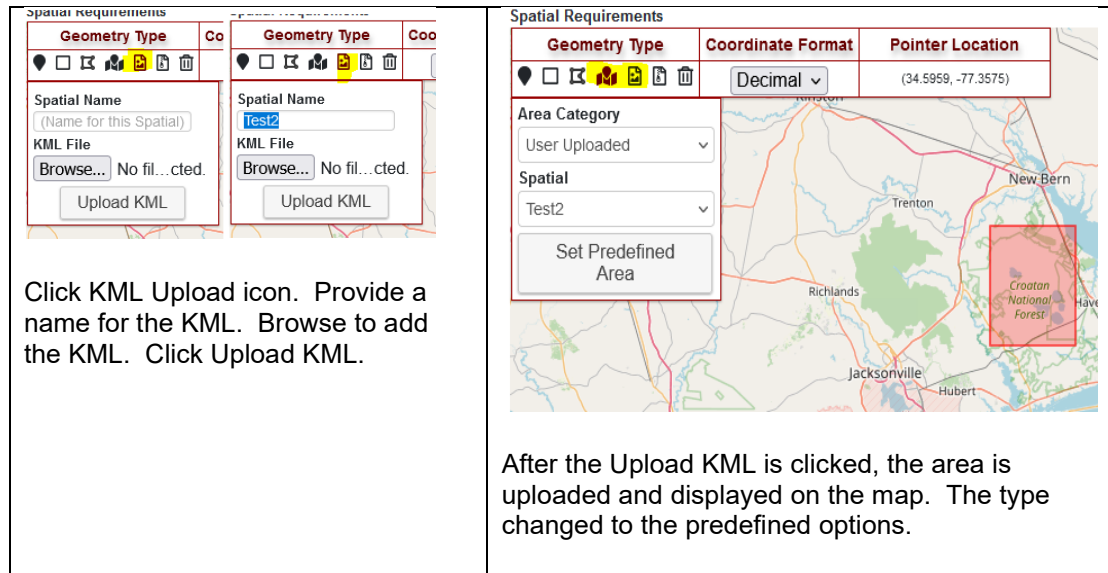 Spatial Requirements
Geometry Type
Co
Spatial Name
(Name for this Spatial)
KML File
Browse... No fil...cted.
Upload KML
Spatial Requirements
Geometry Type
Coo
Spatial Name
Test2
KML File
Browse... No fil...cted.
Upload KML
Click KML Upload icon.  Provide a
name for the KML.  Browse to add
the KML.  Click Upload KML.
Spatial Requirements
Geometry Type Coordinate Format Pointer Location
Decimal (34.5959, -77.3575)
Kinston
Area Category
User Uploaded
Spatial
Test2
Set Predefined
Area
New Bern
Trenton
Richlands
Croatan
National
Forest
Have
Jacksonville
Hubert
After the Upload KML is clicked, the area is
uploaded and displayed on the map.  The type
changed to the predefined options.